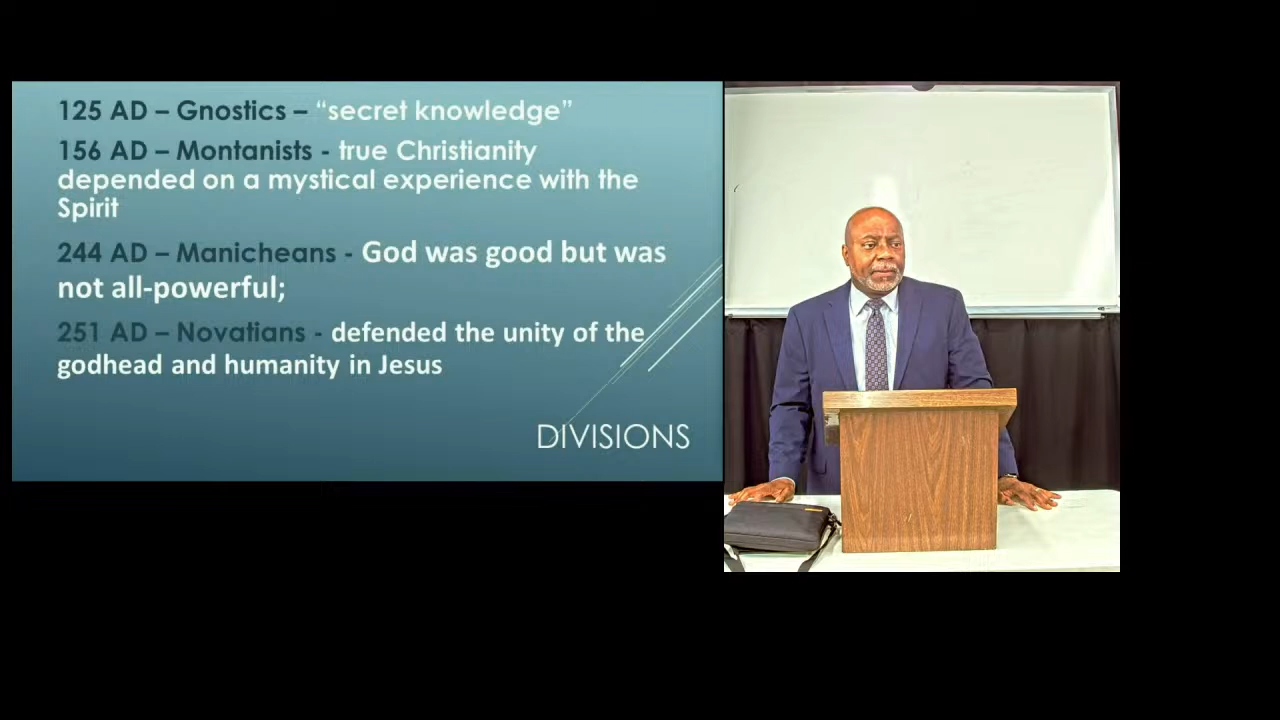 125 AD – Gnostics – “secret knowledge”
156 AD – Montanists - true Christianity
depended on a mystical experience with the
Spirit
244 AD – Manicheans - God was good but was
not all-powerful;
251 AD – Novatians - defended the unity of the
godhead and humanity in Jesus
DIVISIONS